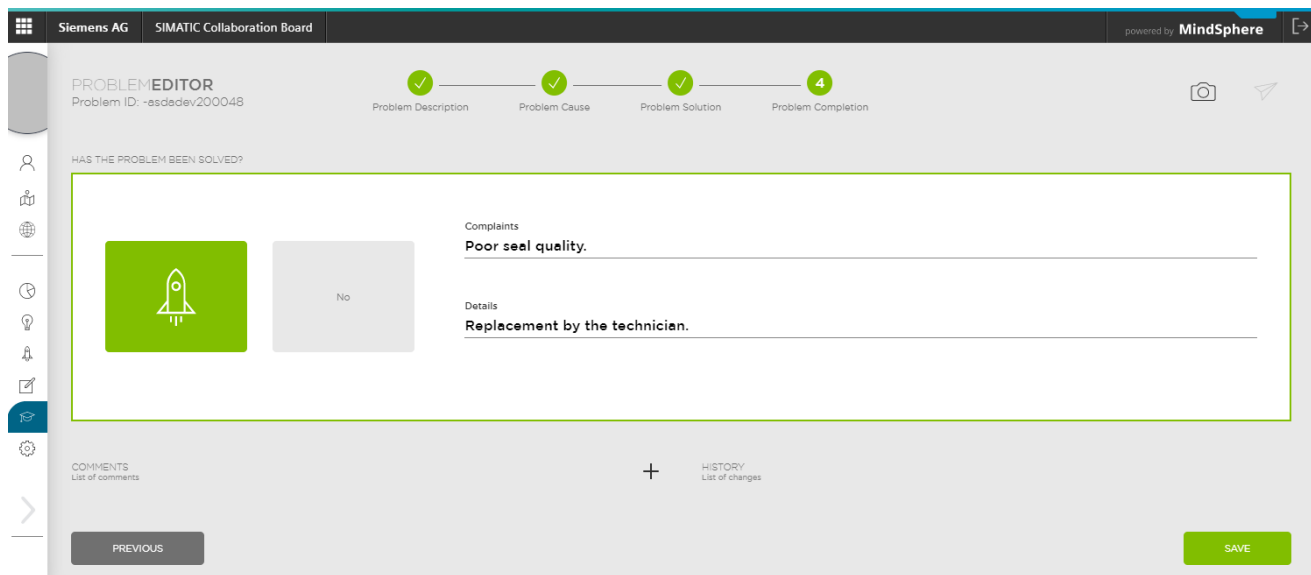 Siemens AG SIMATIC Collaboration Board powered by MindSphere
PROBLEMEDITOR
Problem ID: -asdadev200048
4
Problem Description Problem Cause Problem Solution Problem Completion
HAS THE PROBLEM BEEN SOLVED?
No
Complaints
Poor seal quality.
Details
Replacement by the technician.
COMMENTS
List of comments
HISTORY
List of changes
PREVIOUS
SAVE